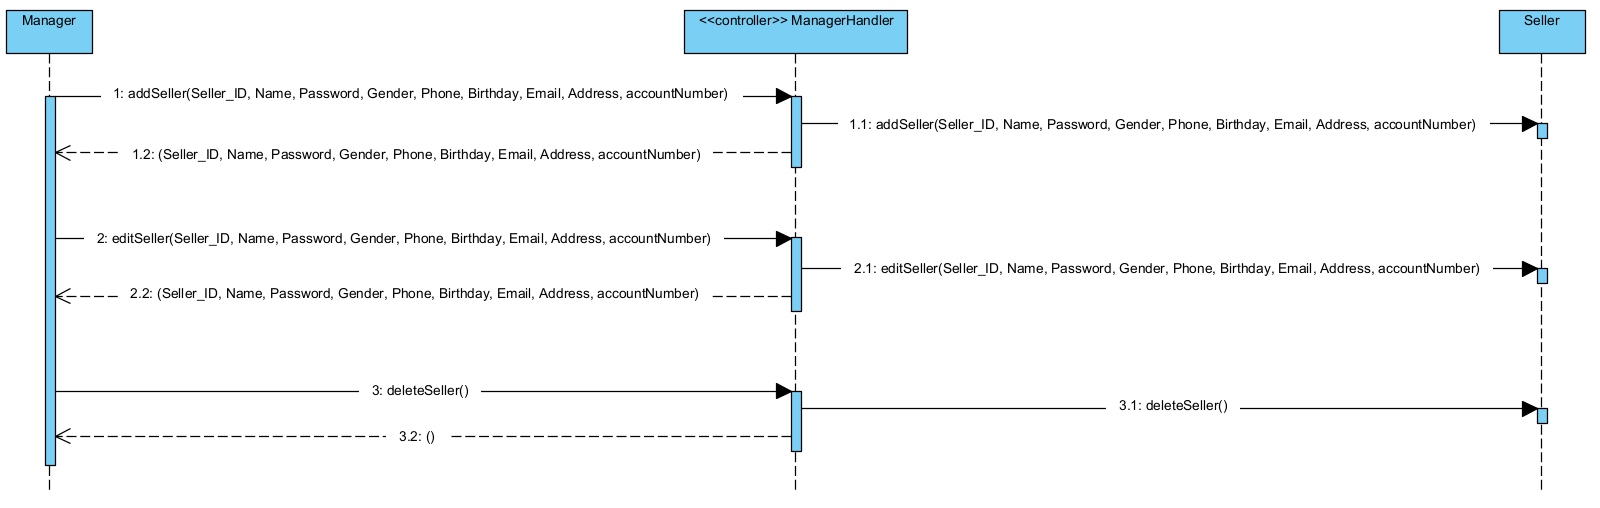 Manager
<<controller>> ManagerHandler
Seller
1: addSeller(Seller_ID, Name, Password, Gender, Phone, Birthday, Email, Address, accountNumber)
1.1: addSeller(Seller_ID, Name, Password, Gender, Phone, Birthday, Email, Address, accountNumber)
1.2: (Seller_ID, Name, Password, Gender, Phone, Birthday, Email, Address, accountNumber)
2: editSeller(Seller_ID, Name, Password, Gender, Phone, Birthday, Email, Address, accountNumber)
2.1: editSeller(Seller_ID, Name, Password, Gender, Phone, Birthday, Email, Address, accountNumber)
2.2: (Seller_ID, Name, Password, Gender, Phone, Birthday, Email, Address, accountNumber)
3: deleteSeller()
3.1: deleteSeller()
3.2: ()